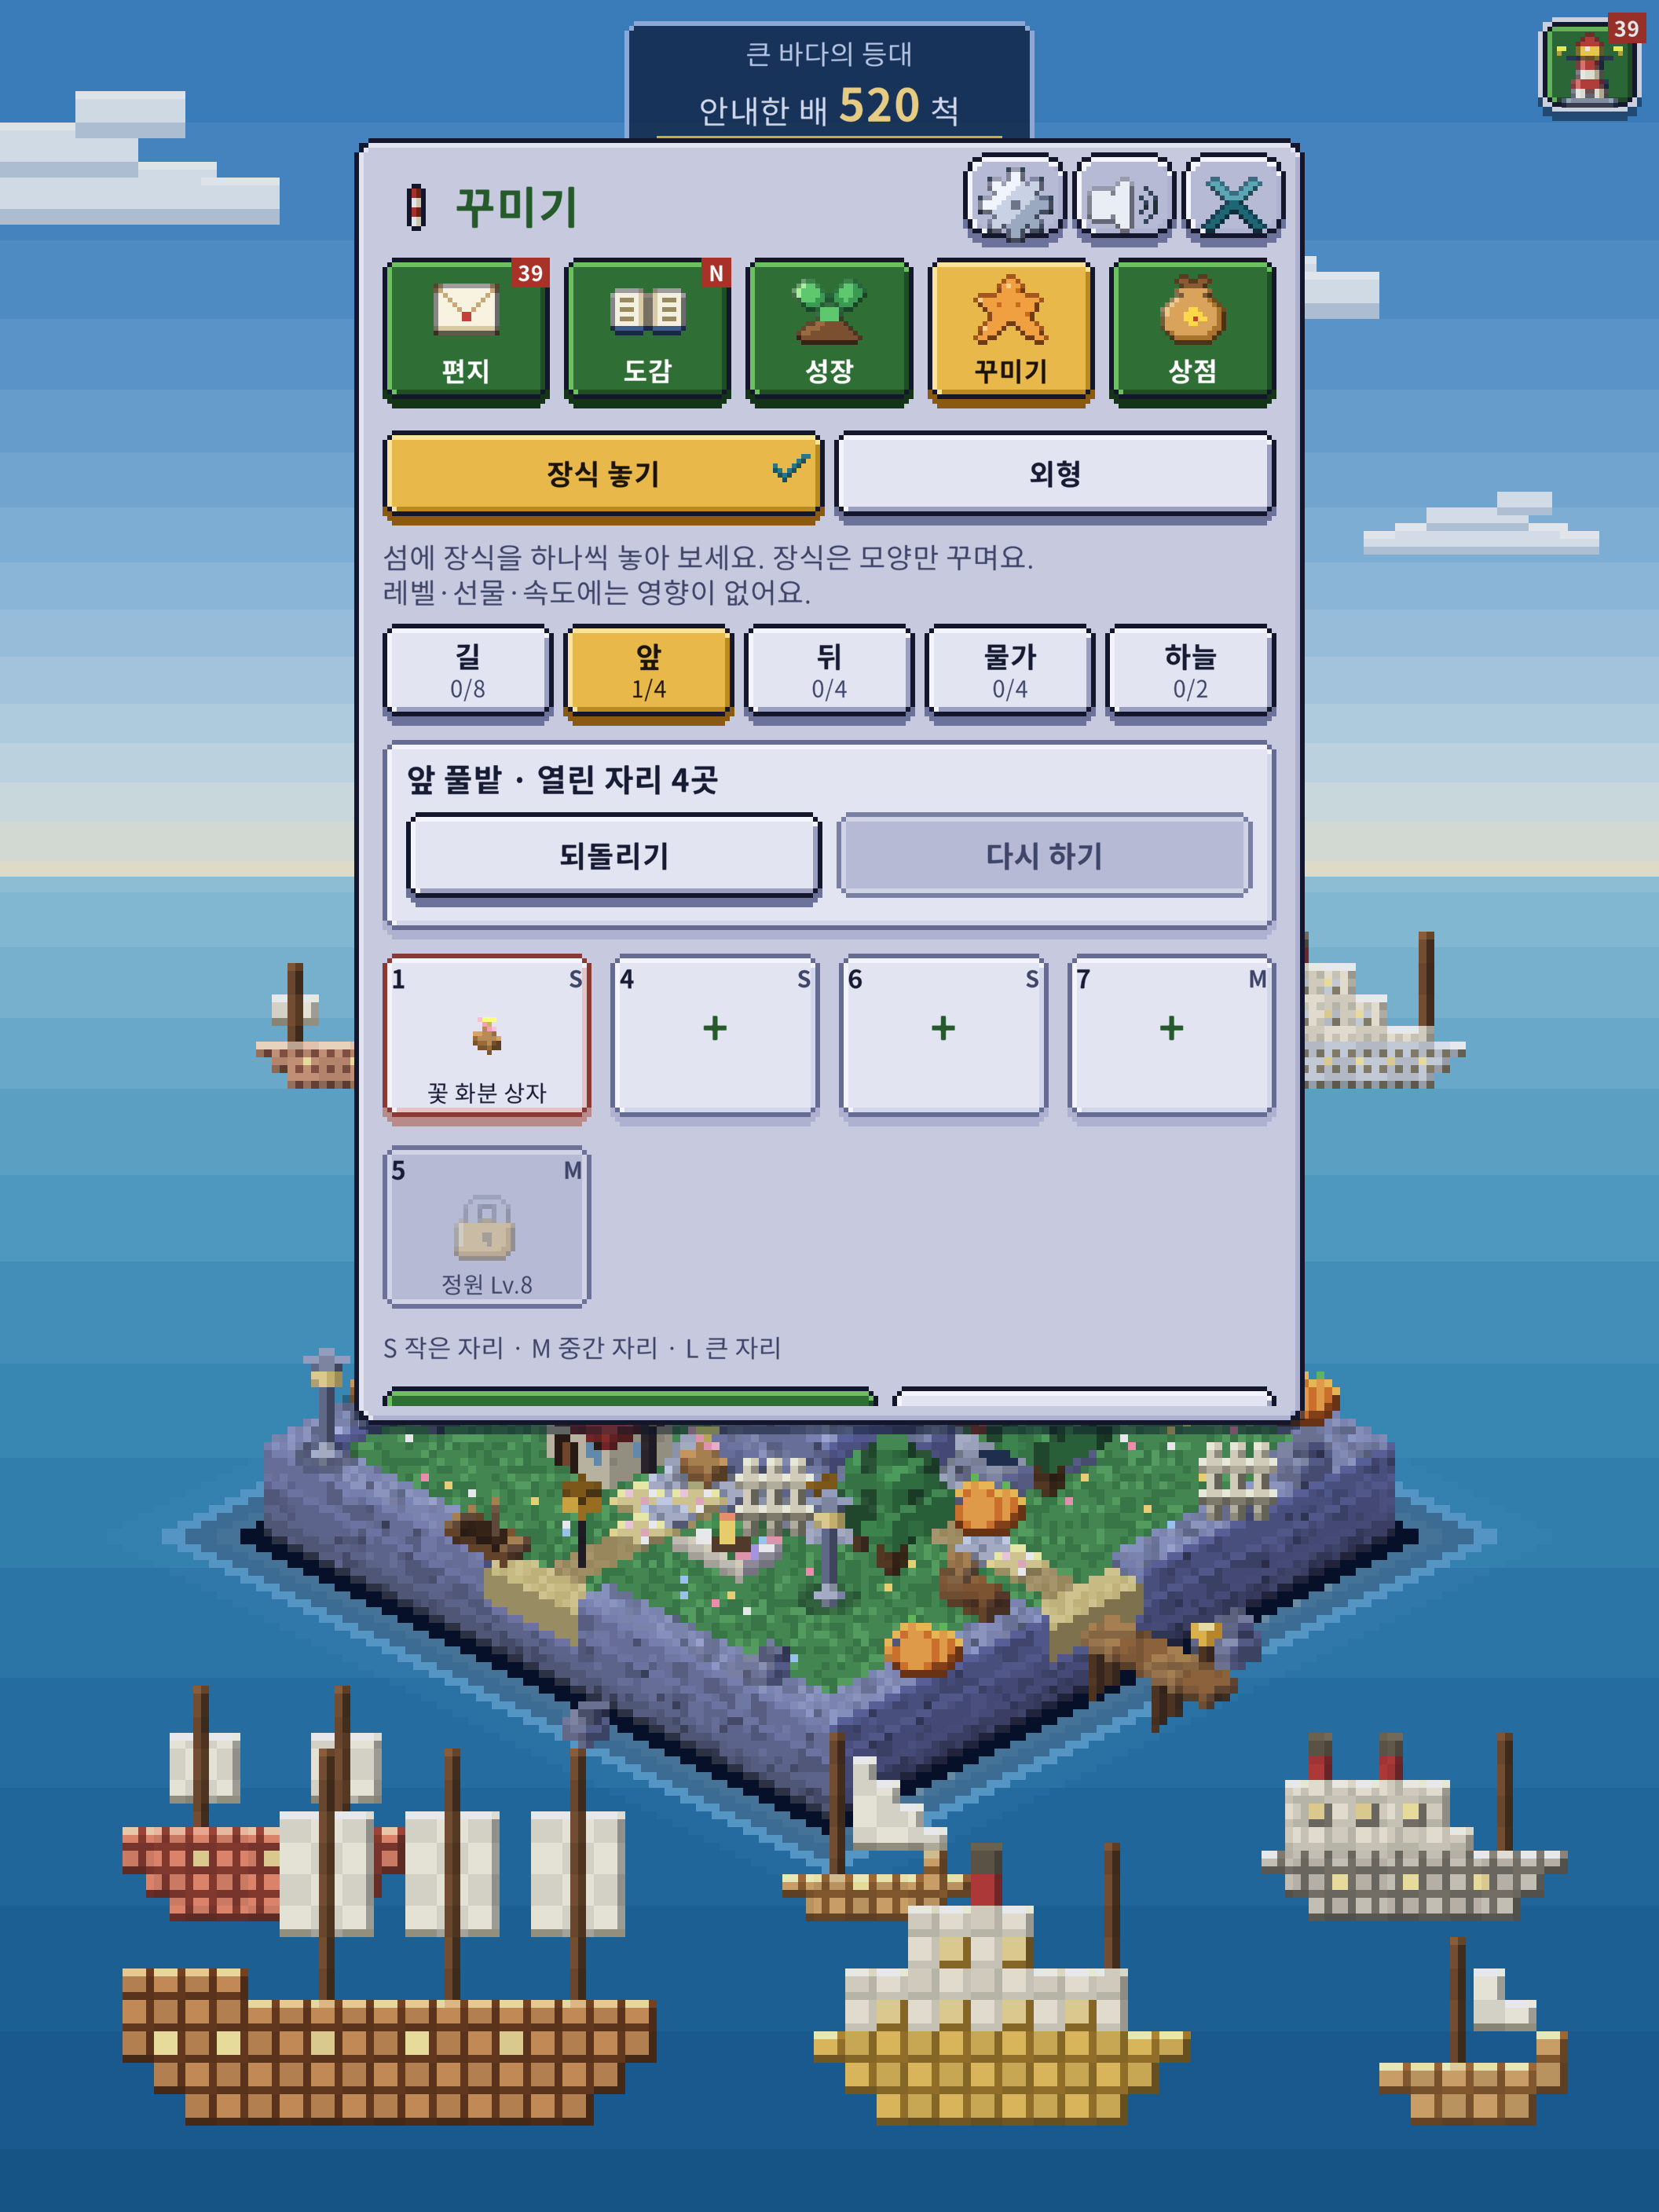 큰 바다의 등대
안내한 배 520 척
39
꾸미기
39
N
편지
도감
성장
꾸미기
상점
장식 놓기
외형
섬에 장식을 하나씩 놓아 보세요. 장식은 모양만 꾸며요.
레벨·선물·속도에는 영향이 없어요.
길
0/8
앞
1/4
뒤
0/4
물가
0/4
하늘
0/2
앞 풀밭 · 열린 자리 4곳
되돌리기
다시 하기
1 S
꽃 화분 상자
4 S
+
6 S
+
7 M
+
5 M
정원 Lv.8
S 작은 자리 · M 중간 자리 · L 큰 자리